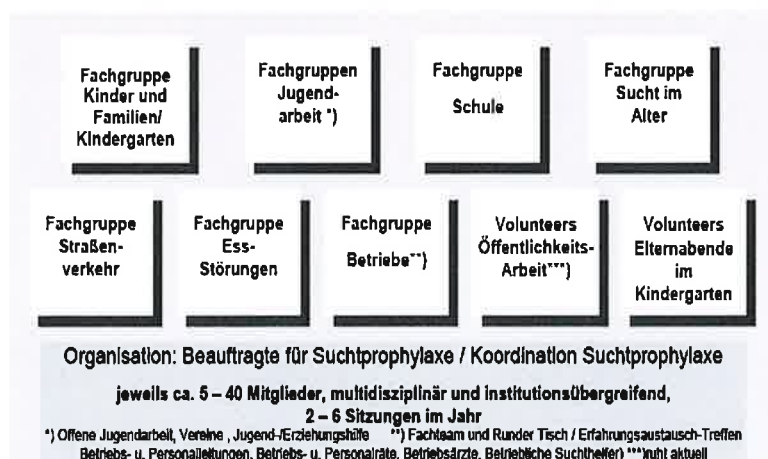 Fachgruppe
Kinder und
Familien/
Kindergarten
Fachgruppen
Jugend-
arbeit *)
Fachgruppe
Schule
Fachgruppe
Sucht im
Alter
Fachgruppe
Straßen-
verkehr
Fachgruppe
Ess-
Störungen
Fachgruppe
Betriebe**)
Volunteers
Öffentlichkeits-
Arbeit***)
Volunteers
Elternabende
im
Kindergarten
Organisation: Beauftragte für Suchtprophylaxe / Koordination Suchtprophylaxe
jeweils ca. 5 – 40 Mitglieder, multidisziplinär und institutionsübergreifend,
2 – 6 Sitzungen im Jahr
*) Offene Jugendarbeit, Vereine , Jugend-/Erziehungshilfe **) Fachteam und Runder Tisch / Erfahrungsaustausch-Treffen
Betriebs- u. Personalleitungen, Betriebs- u. Personalräte, Betriebsärzte, Betriebliche Suchthelfer) ***)ruht aktuell